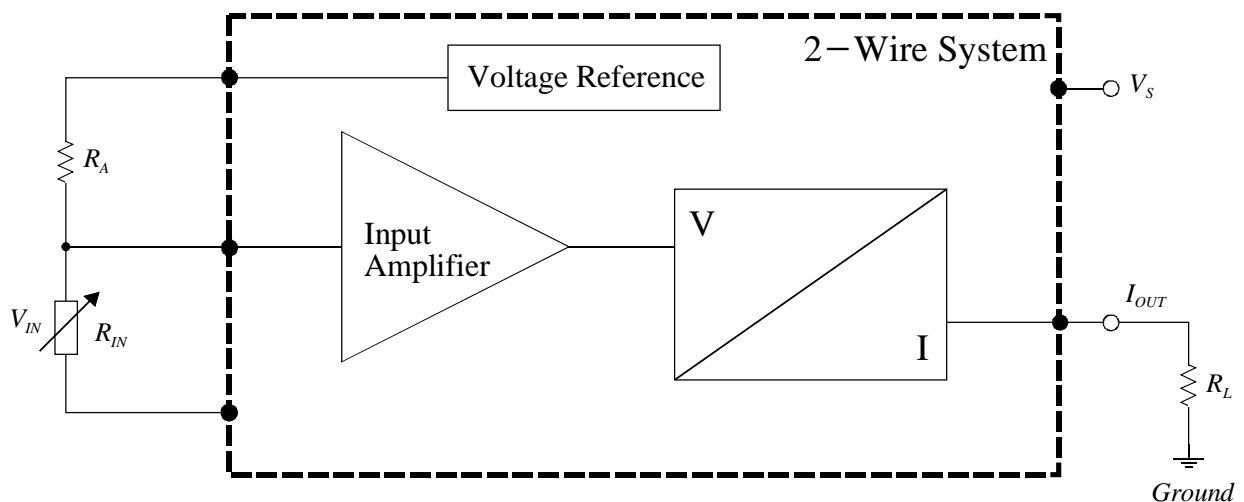 2−Wire System
Voltage Reference
V_S
R_A
Input
Amplifier
V
I
V_IN
R_IN
I_OUT
R_L
Ground